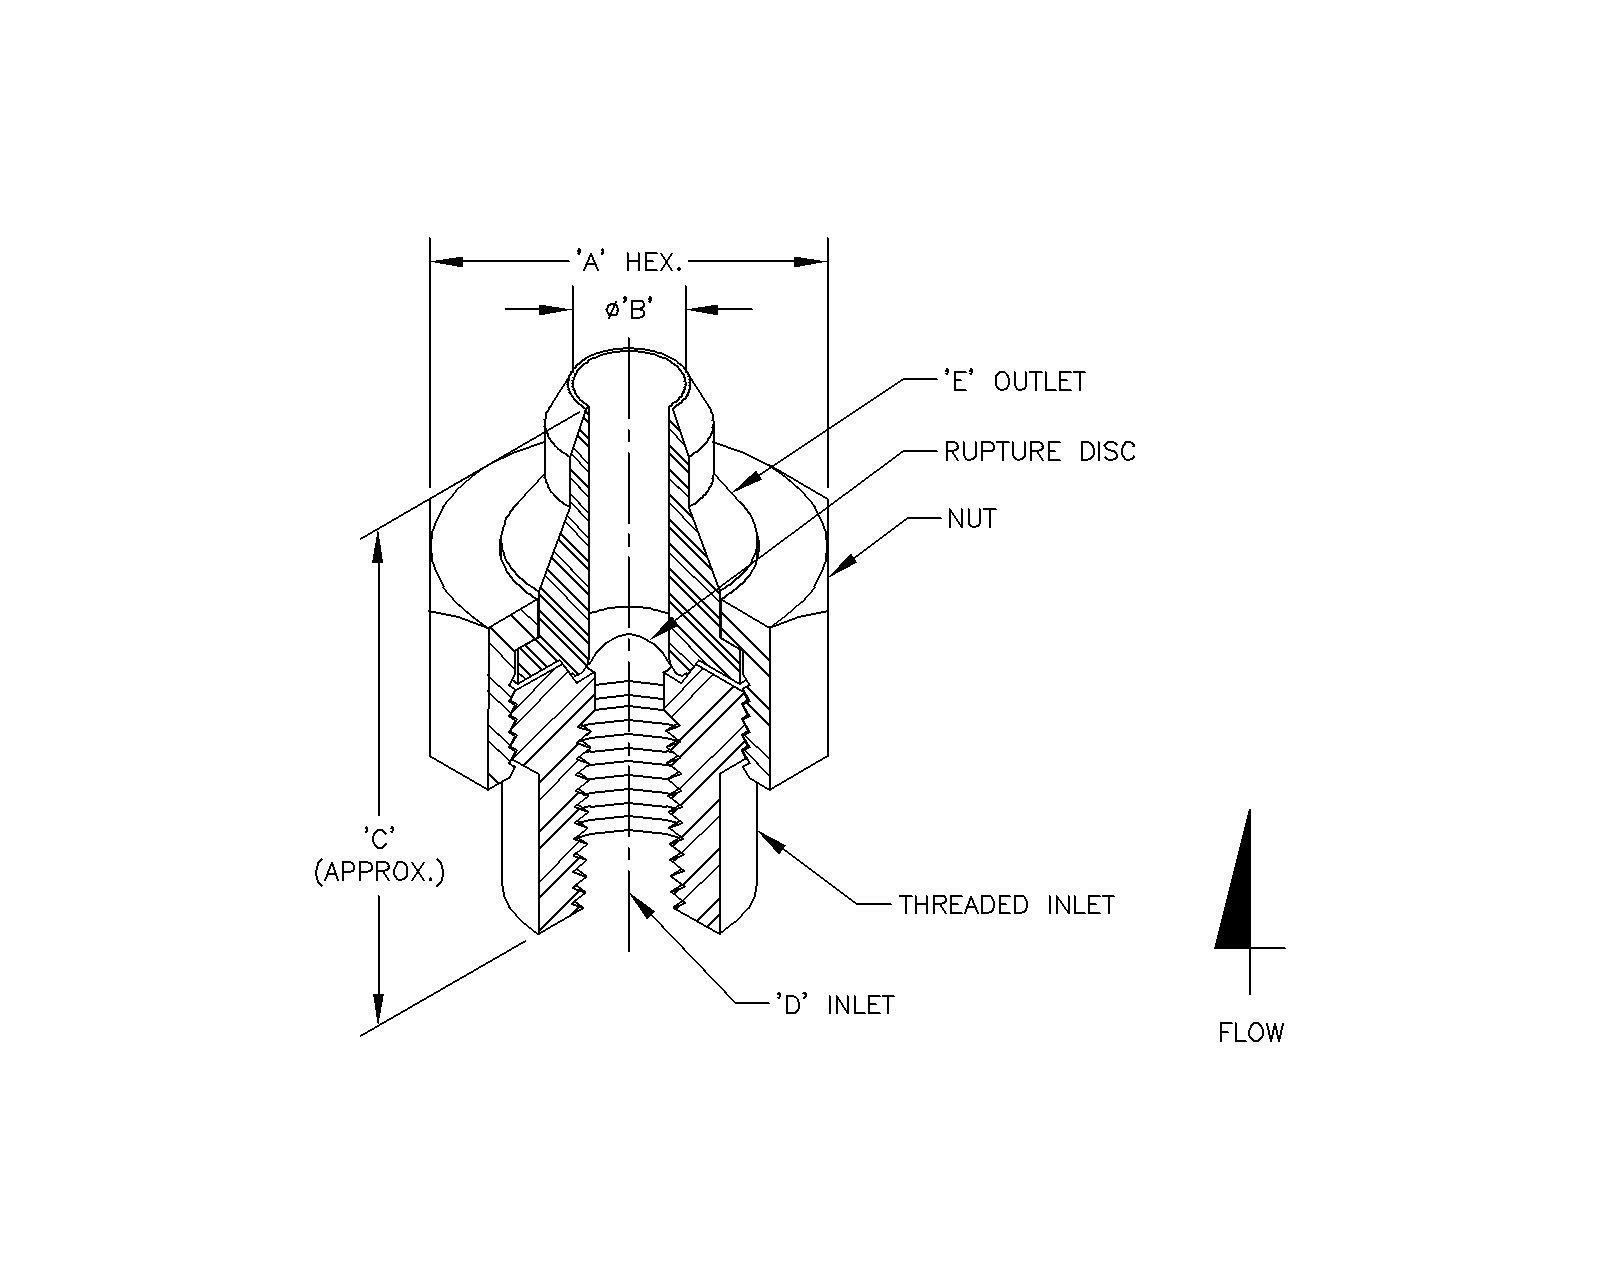 'A' HEX.
ø'B'
'E' OUTLET
RUPTURE DISC
NUT
'C'
(APPROX.)
THREADED INLET
'D' INLET
FLOW